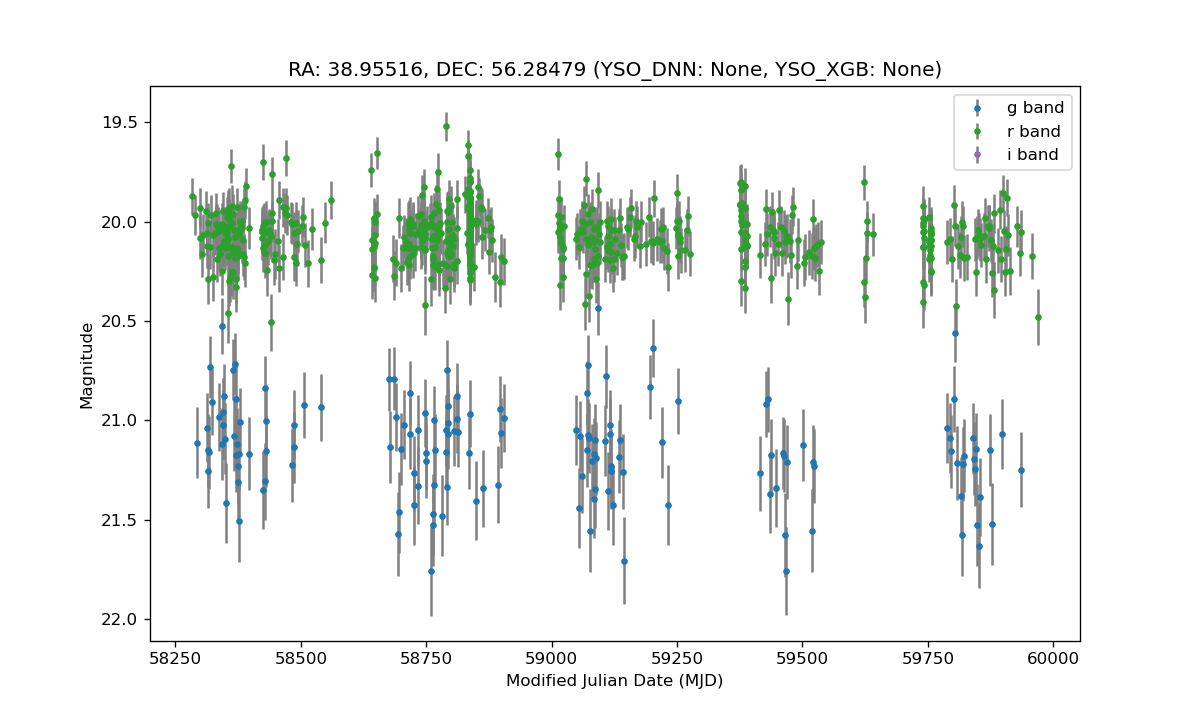 RA: 38.95516, DEC: 56.28479 (YSO_DNN: None, YSO_XGB: None)
g band
r band
i band
19.5
20.0
20.5
21.0
21.5
22.0
Magnitude
58250 58500 58750 59000 59250 59500 59750 60000
Modified Julian Date (MJD)